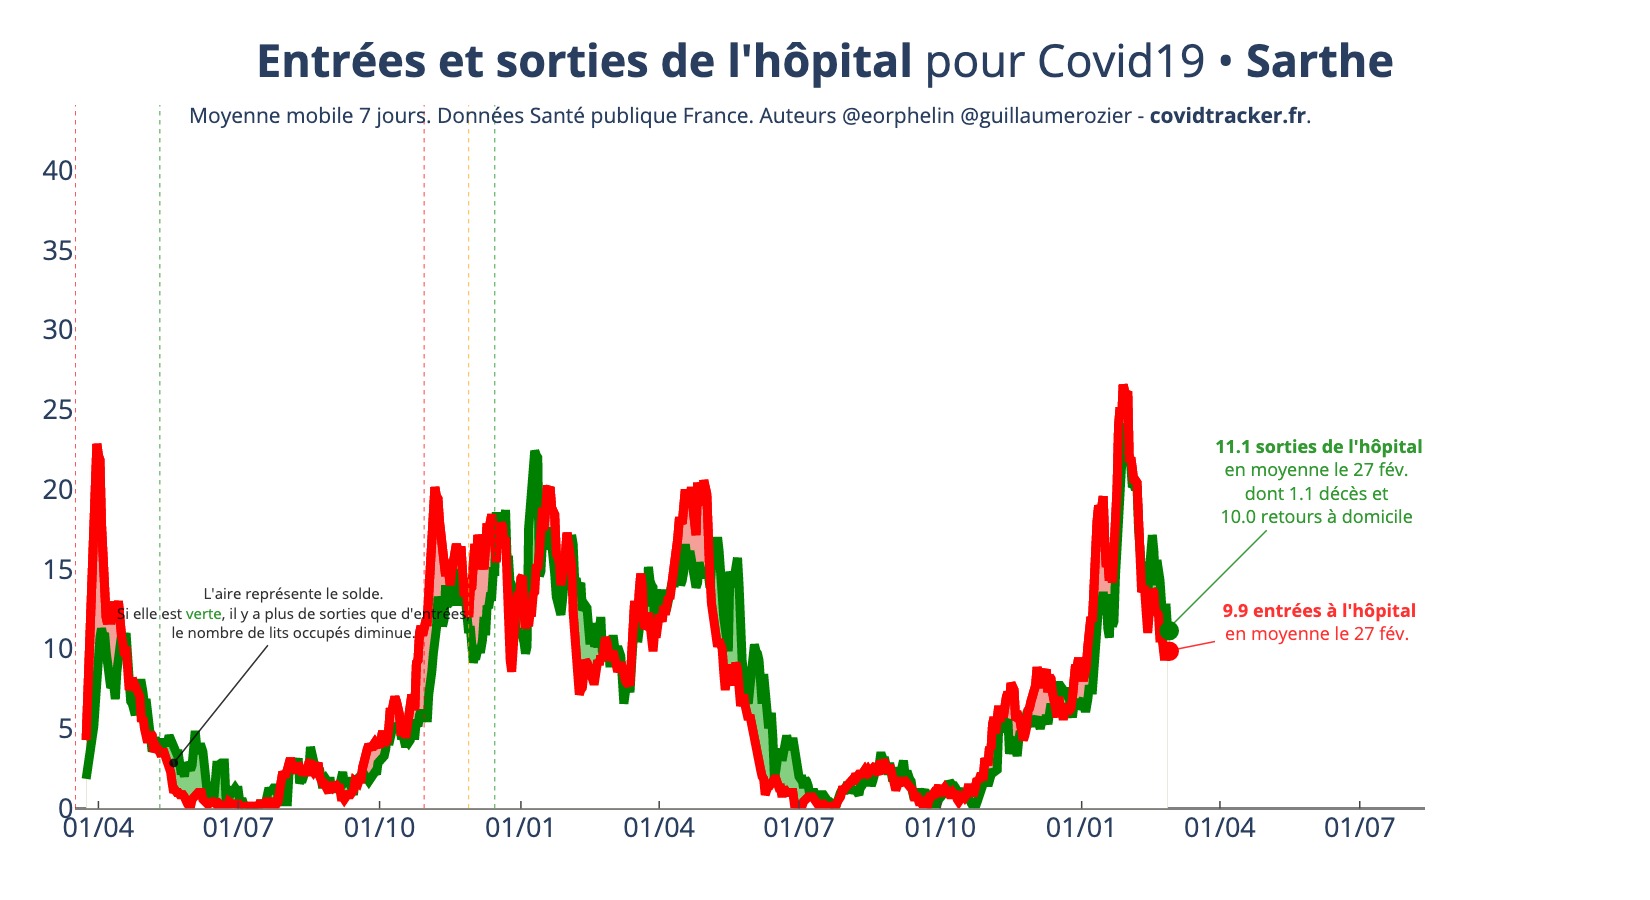 Entrées et sorties de l'hôpital pour Covid19 • Sarthe
Moyenne mobile 7 jours. Données Santé publique France. Auteurs @eorphelin @guillaumerozier - covidtracker.fr.
40
35
30
25
20
15
10
5
0
L'aire représente le solde.
Si elle est verte, il y a plus de sorties que d'entrées,
le nombre de lits occupés diminue.
11.1 sorties de l'hôpital
en moyenne le 27 fév.
dont 1.1 décès et
10.0 retours à domicile
9.9 entrées à l'hôpital
en moyenne le 27 fév.
01/04 01/07 01/10 01/01 01/04 01/07 01/10 01/01 01/04 01/07